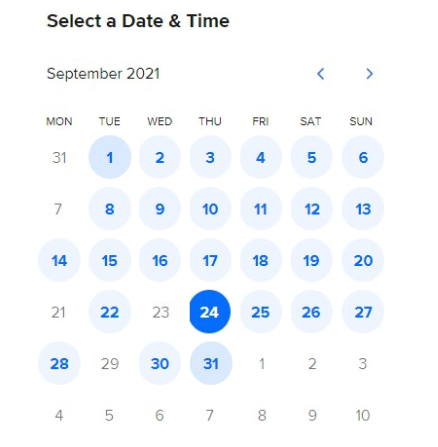 Select a Date & Time
September 2021
MON TUE WED THU FRI SAT SUN
31 1 2 3 4 5 6
7 8 9 10 11 12 13
14 15 16 17 18 19 20
21 22 23 24 25 26 27
28 29 30 31 1 2 3
4 5 6 7 8 9 10